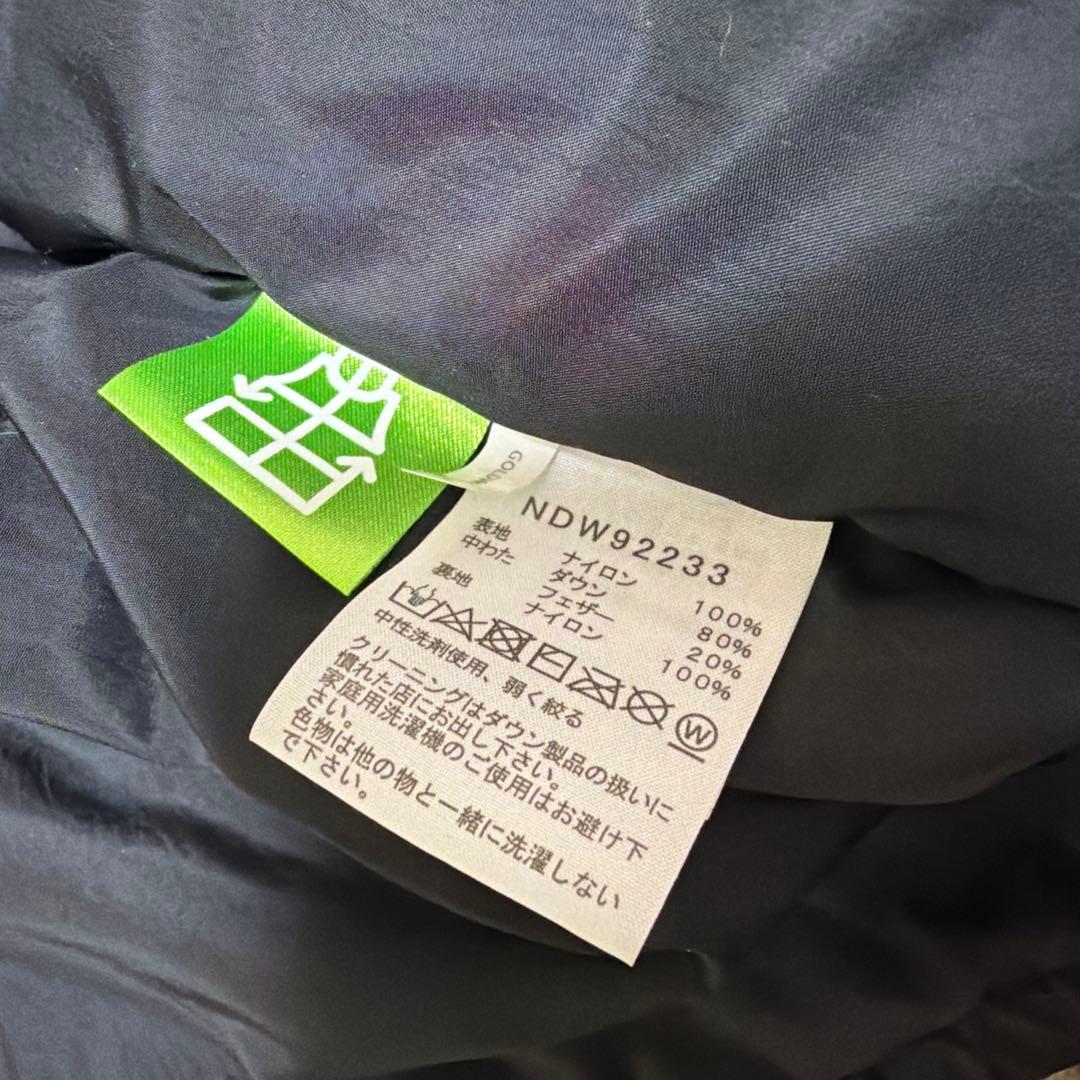 GOLD
NDW92233
表地 ナイロン 100%
中わた ダウン 80%
フェザー 20%
裏地 ナイロン 100%
W
中性洗剤使用、弱く絞る
クリーニングはダウン製品の扱いに
慣れた店にお出し下さい。
家庭用洗濯機のご使用はお避け下
さい。
色物は他の物と一緒に洗濯しない
で下さい。